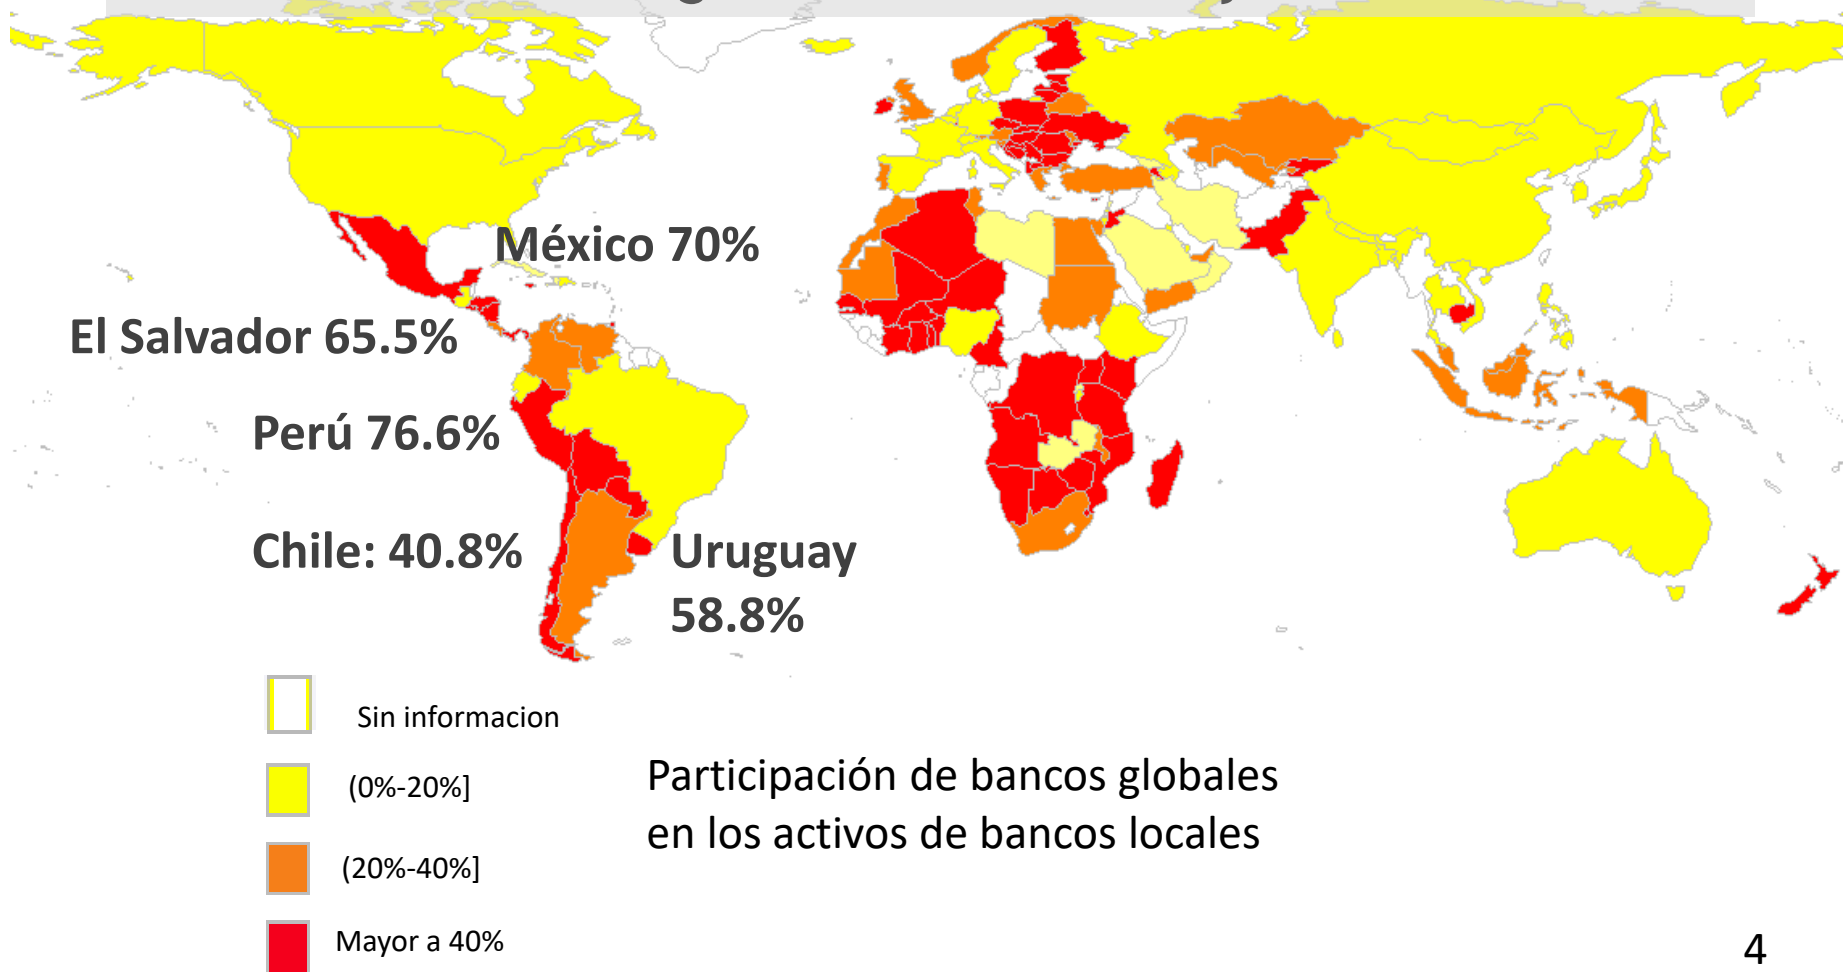 México 70%
El Salvador 65.5%
Perú 76.6%
Chile: 40.8%
Uruguay
58.8%
Sin informacion
(0%-20%]
(20%-40%]
Mayor a 40%
Participación de bancos globales
en los activos de bancos locales
4